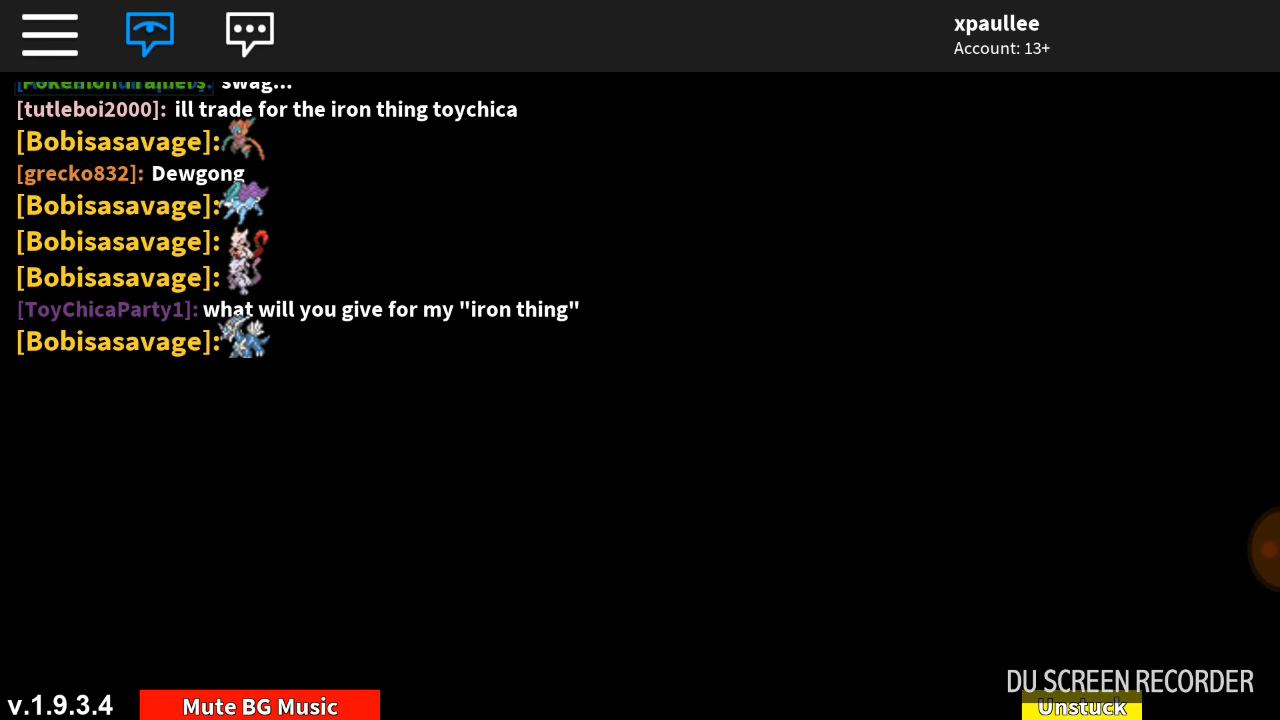 xpaullee
Account: 13+
swag...
[tutleboi2000]: ill trade for the iron thing toychica
[Bobisasavage]:
[grecko832]: Dewgong
[Bobisasavage]:
[Bobisasavage]:
[Bobisasavage]:
[ToyChicaParty1]: what will you give for my "iron thing"
[Bobisasavage]:
DU SCREEN RECORDER
v.1.9.3.4
Mute BG Music
Unstuck